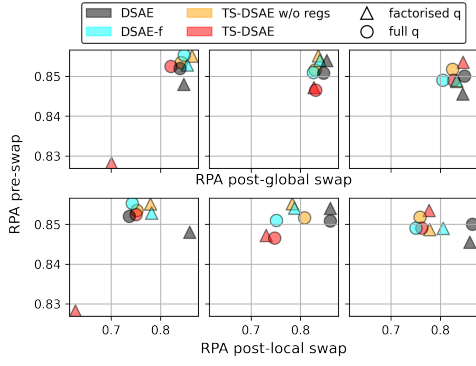 DSAE TS-DSAE w/o regs factorised q
DSAE-f TS-DSAE full q
0.85
0.84
0.83
RPA post-global swap
RPA pre-swap
0.85
0.84
0.83
0.7 0.8 0.7 0.8 0.7 0.8
RPA post-local swap